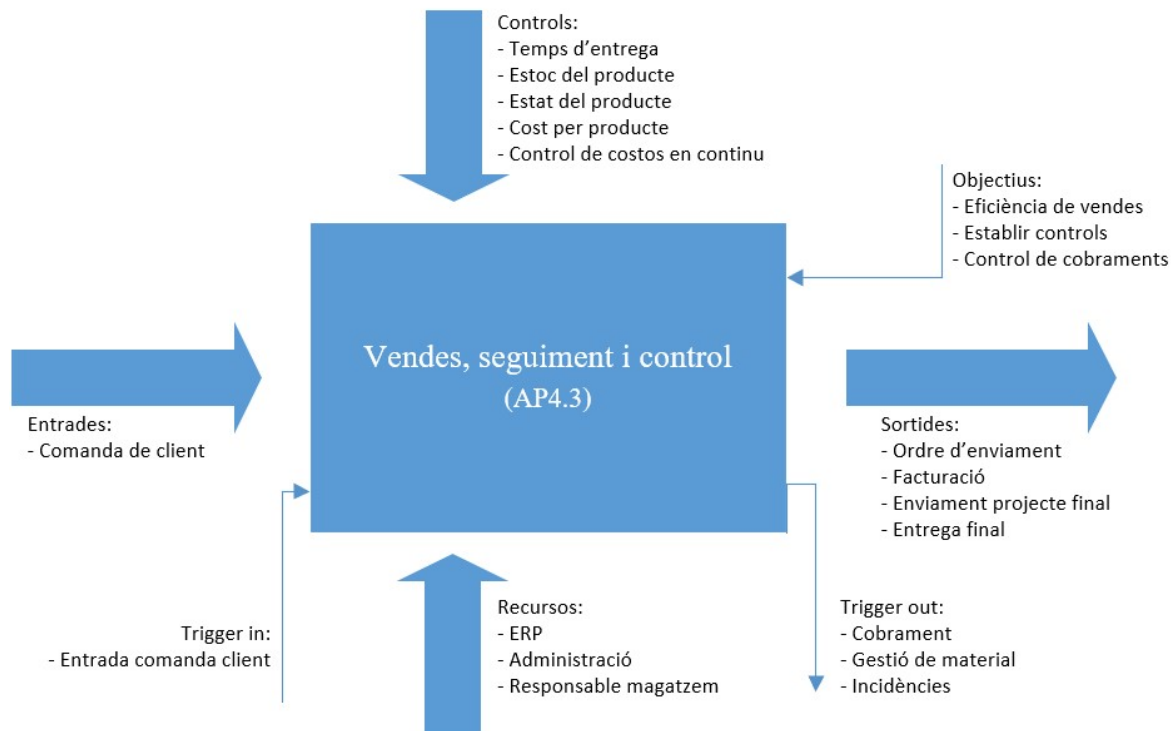 Controls:
- Temps d’entrega
- Estoc del producte
- Estat del producte
- Cost per producte
- Control de costos en continu
Objectius:
- Eficiència de vendes
- Establir controls
- Control de cobraments
Vendes, seguiment i control
(AP4.3)
Entrades:
- Comanda de client
Sortides:
- Ordre d’enviament
- Facturació
- Enviament projecte final
- Entrega final
Trigger in:
- Entrada comanda client
Recursos:
- ERP
- Administració
- Responsable magatzem
Trigger out:
- Cobrament
- Gestió de material
- Incidències